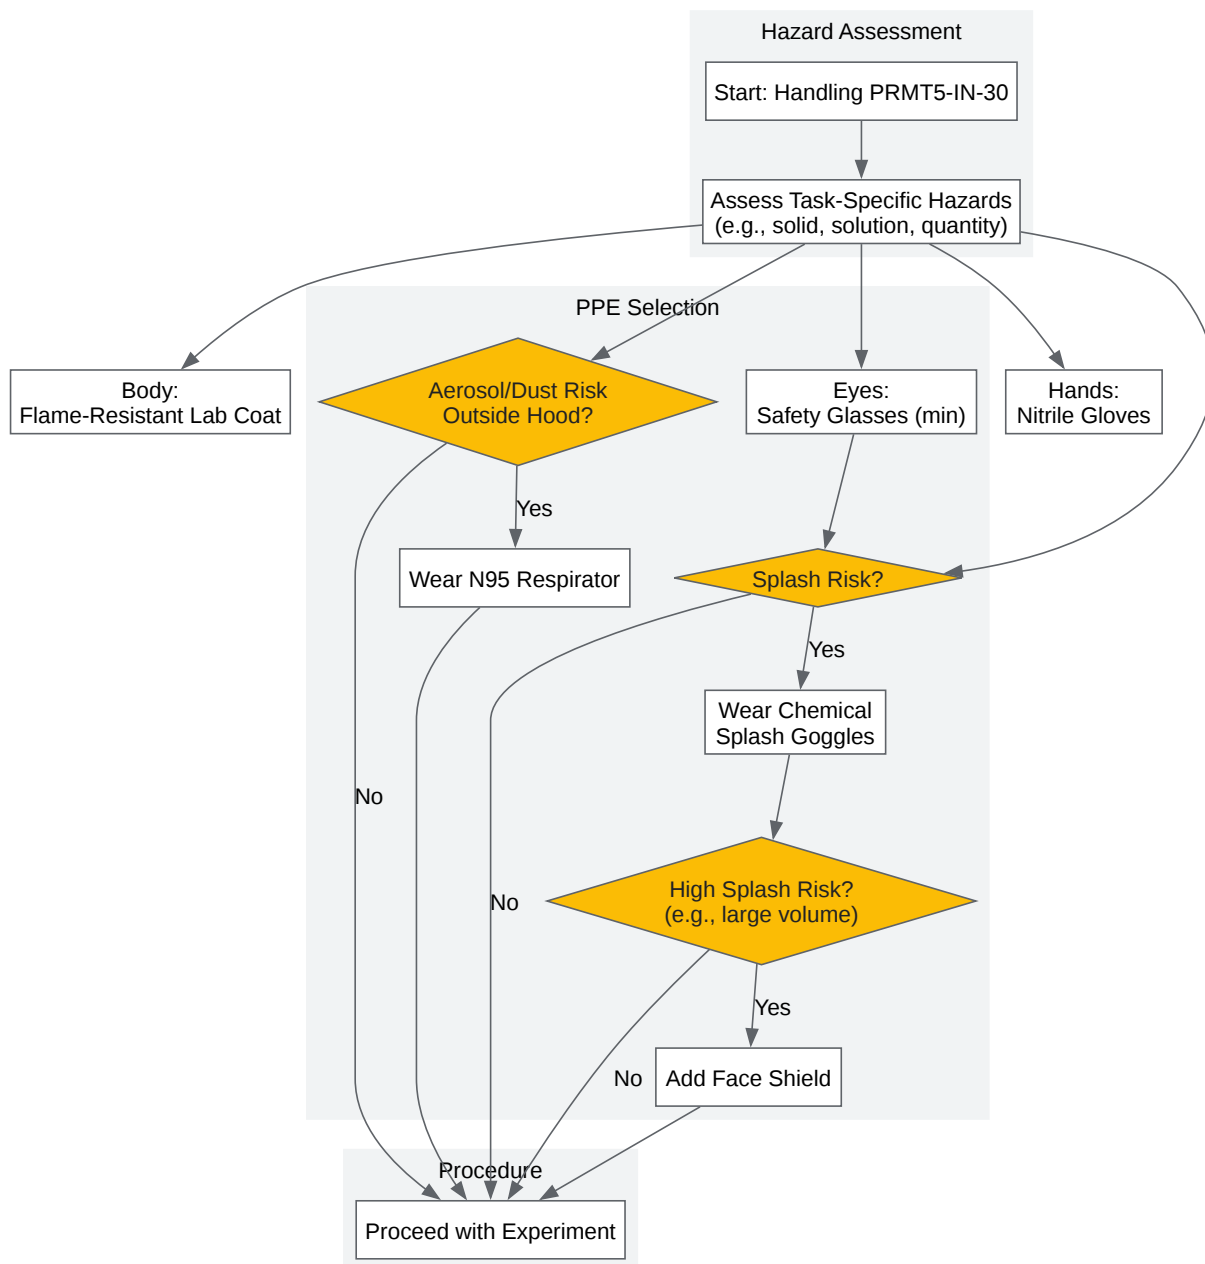 Hazard Assessment
Start: Handling PRMT5-IN-30
Assess Task-Specific Hazards
(e.g., solid, solution, quantity)
PPE Selection
Body:
Flame-Resistant Lab Coat
Aerosol/Dust Risk
Outside Hood?
Eyes:
Safety Glasses (min)
Hands:
Nitrile Gloves
Yes
Wear N95 Respirator
Splash Risk?
Yes
Wear Chemical
Splash Goggles
No
No
High Splash Risk?
(e.g., large volume)
Yes
No
Add Face Shield
Procedure
Proceed with Experiment